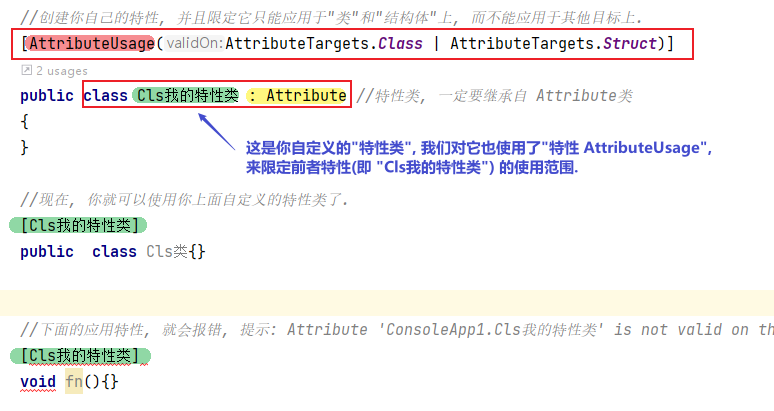 //创建你自己的特性, 并且限定它只能应用于"类"和"结构体"上, 而不能应用于其他目标上.
[AttributeUsage(validOn:AttributeTargets.Class | AttributeTargets.Struct)]
2 usages
public class Cls我的特性类 : Attribute //特性类, 一定要继承自 Attribute类
{
}
这是你自定义的"特性类", 我们对它也使用了"特性 AttributeUsage",
来限定前者特性(即 "Cls我的特性类") 的使用范围.
//现在, 你就可以使用你上面自定义的特性类了.
[Cls我的特性类]
public class Cls类{}
//下面的应用特性, 就会报错, 提示: Attribute 'ConsoleApp1.Cls我的特性类' is not valid on th
[Cls我的特性类]
void fn(){}